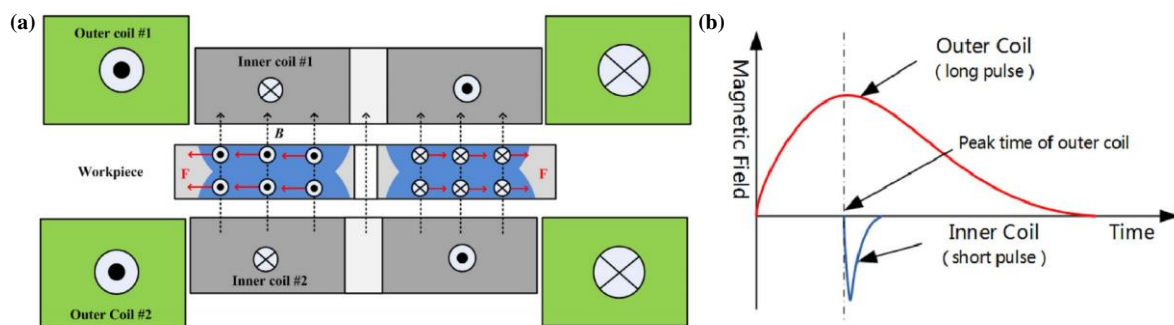 (a)
Outer coil #1
Inner coil #1
B
Workpiece
F
F
Inner coil #2
Outer Coil #2
(b)
Magnetic Field
Outer Coil
( long pulse )
Peak time of outer coil
Time
Inner Coil
( short pulse )